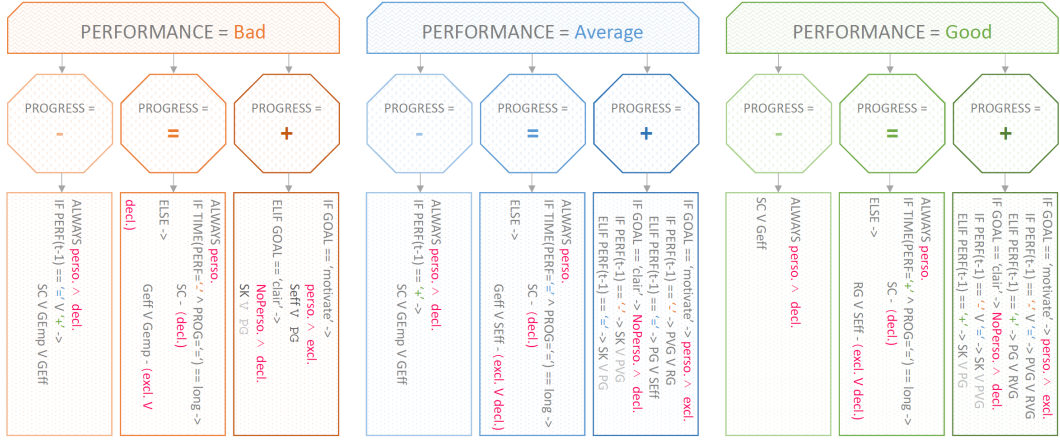 PERFORMANCE = Bad
PROGRESS =
-
PROGRESS =
=
PROGRESS =
+
ALWAYS perso. ^ decl.
IF PERF(t-1) == '=' V '+' ->
SC V GEmp V GEff
ALWAYS perso.
IF TIME(PERF='-' ^ PROG='=') == long ->
SC - (decl.)
ELSE ->
Geff V Gemp - (excl. V
decl.)
IF GOAL == 'motivate' ->
perso. ^ excl.
Seff V PG
ELIF GOAL == 'clair' ->
NoPerso. ^ decl.
SK V PG
PERFORMANCE = Average
PROGRESS =
-
PROGRESS =
=
PROGRESS =
+
ALWAYS perso. ^ decl.
IF PERF(t-1) == '+' ->
SC V GEmp V GEff
ALWAYS perso.
IF TIME(PERF='=' ^ PROG='=') == long ->
SC - (decl.)
ELSE ->
Geff V SEff - (excl. V decl.)
IF GOAL == 'motivate' -> perso. ^ excl.
IF PERF(t-1) == '-' -> PVG V RG
ELIF PERF(t-1) == '=' -> PG V SEff
IF GOAL == 'clair' -> NoPerso. ^ decl.
IF PERF(t-1) == '-' -> SK V PVG
ELIF PERF(t-1) == '=' -> SK V PG
PERFORMANCE = Good
PROGRESS =
-
PROGRESS =
=
PROGRESS =
+
ALWAYS perso. ^ decl.
SC V Geff
ALWAYS perso.
IF TIME(PERF='+' ^ PROG='=') == long ->
SC - (decl.)
ELSE ->
RG V SEff - (excl. V decl.)
IF GOAL == 'motivate' -> perso. ^ excl.
IF PERF(t-1) == '-' V '=' -> PVG V RVG
ELIF PERF(t-1) == '+' -> PG V RVG
IF GOAL == 'clair' -> NoPerso. ^ decl.
IF PERF(t-1) == '-' V '=' -> SK V PVG
ELIF PERF(t-1) == '+' -> SK V PG